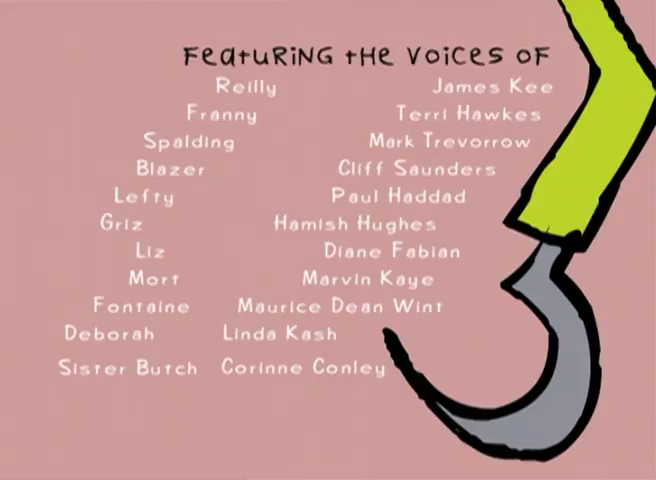 FeatuRiNG tHe VOiCeS OF
Reilly James Kee
Franny Terri Hawkes
Spalding Mark Trevorrow
Blazer Cliff Saunders
Lefty Paul Haddad
Griz Hamish Hughes
Liz Diane Fabian
Mort Marvin Kaye
Fontaine Maurice Dean Wint
Deborah Linda Kash
Sister Butch Corinne Conley